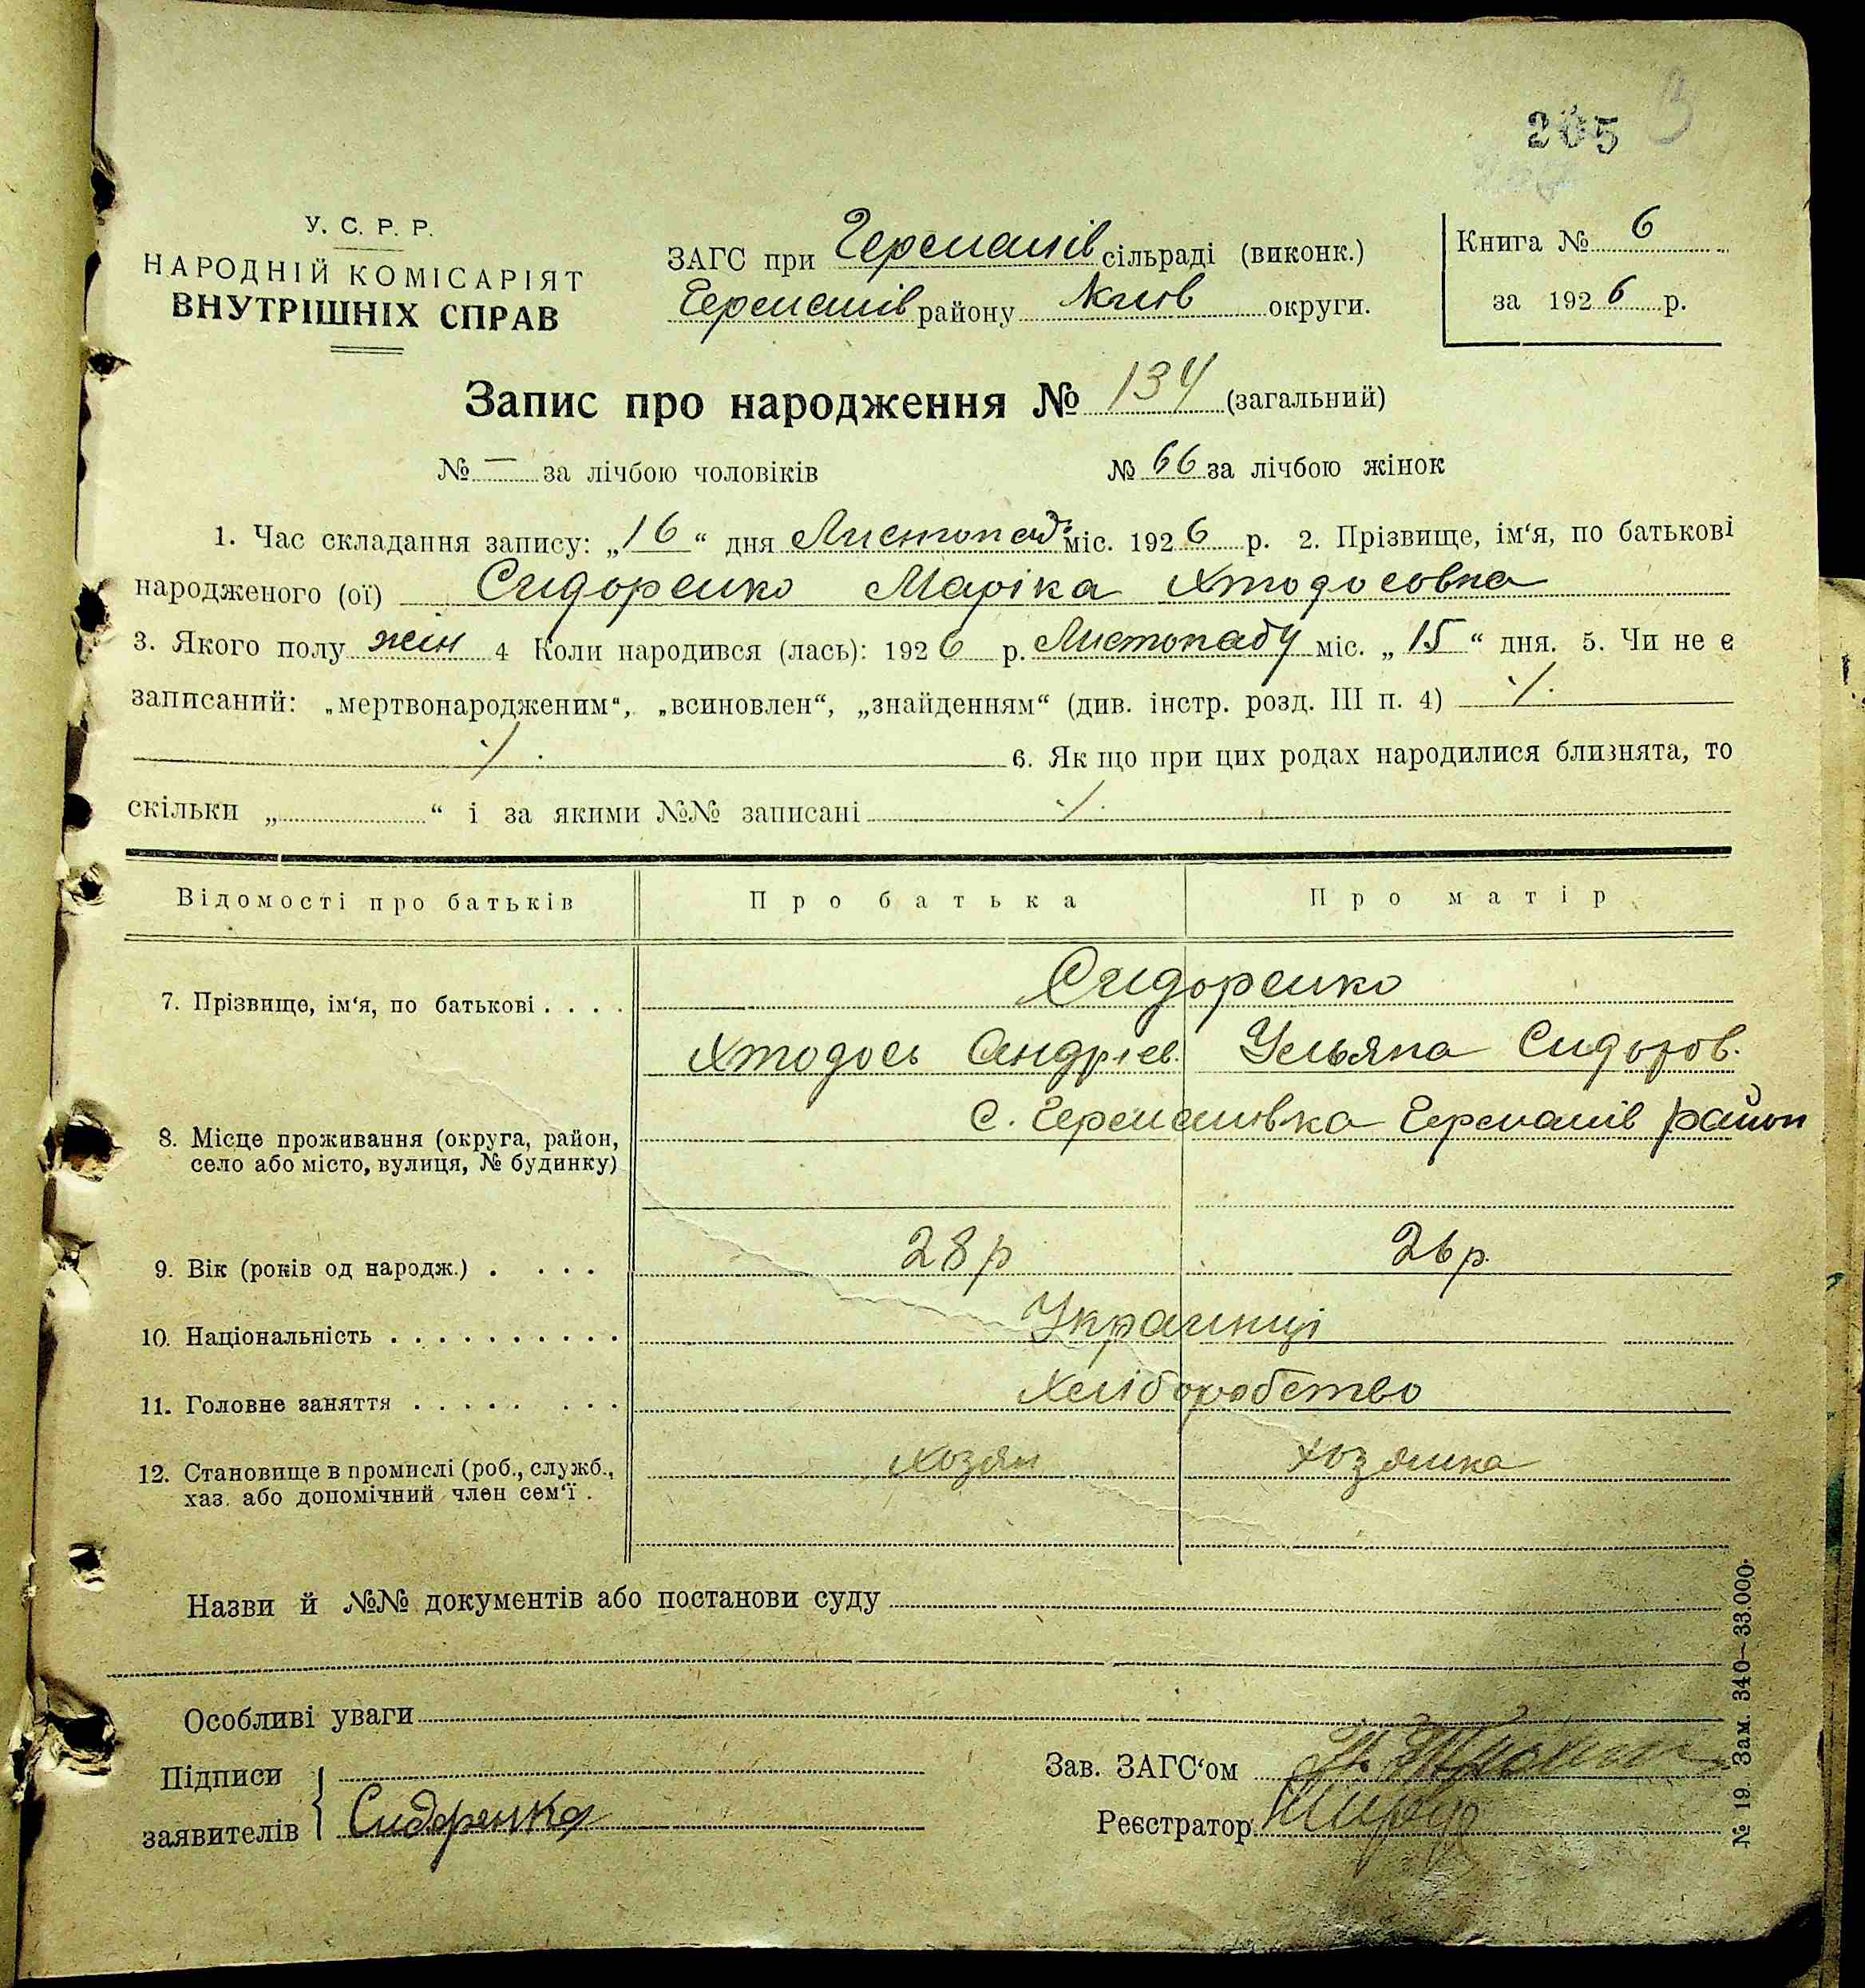 205
У. С. Р. Р.
НАРОДНІЙ КОМІСАРІЯТ
ВНУТРІШНІХ СПРАВ
ЗАГС при Германів сільраді (виконк.)
Германів району Київ округи.
Книга № 6
за 1926 р.
Запис про народження № 134 (загальний)
№ — за лічбою чоловіків № 66 за лічбою жінок
1. Час складання запису: „16“ дня Листопад міс. 1926 р. 2. Прізвище, ім‘я, по батькові
народженого (ої) Сидоренко Маріка Хтодосовна
3. Якого полу жін 4 Коли народився (лась): 1926 р. Листопаду міс. „15“ дня. 5. Чи не є
записаний: „мертвонародженим“, „всиновлен“, „знайденням“ (див. інстр. розд. III п. 4) ./.
./. 6. Як що при цих родах народилися близнята, то
скільки „ “ і за якими №№ записані ./.
Відомості про батьків Про батька Про матір
7. Прізвище, ім‘я, по батькові . . . . Сидоренко
Хтодось Андрієв. Ульяна Сидоров.
8. Місце проживання (округа, район, с. Германівка Германів район
село або місто, вулиця, № будинку)
9. Вік (років од народж.) . . . . 28 р 26 р.
10. Національність . . . . . . . . . . Українці
11. Головне заняття . . . . . . . . Хліборобство
12. Становище в промислі (роб., служб., хозяїн хозяйка
хаз. або допомічний член сем‘ї .
Назви й №№ документів або постанови суду
Особливі уваги
Підписи
заявителів Сидоренко
Зав. ЗАГС‘ом
Реєстратор
№ 19. Зам. 340—33.000.